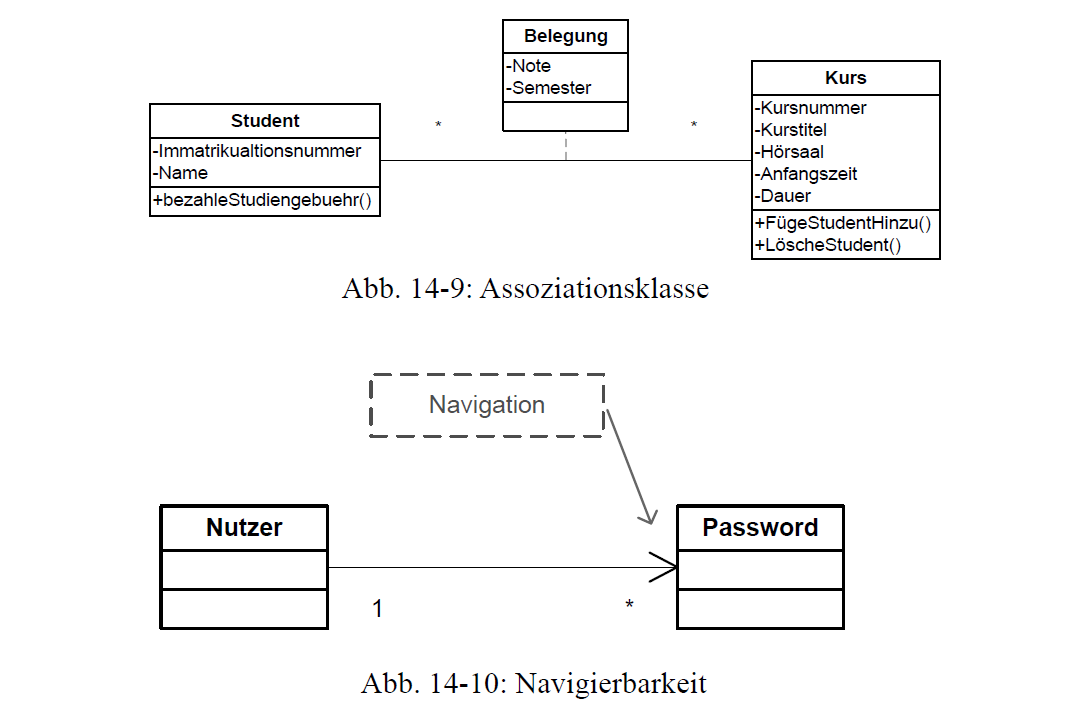 Belegung
-Note
-Semester
Student
-Immatrikualtionsnummer
-Name
+bezahleStudiengebuehr()
*
*
Kurs
-Kursnummer
-Kurstitel
-Hörsaal
-Anfangszeit
-Dauer
+FügeStudentHinzu()
+LöscheStudent()
Abb. 14-9: Assoziationsklasse
Navigation
Nutzer
Password
1
*
Abb. 14-10: Navigierbarkeit